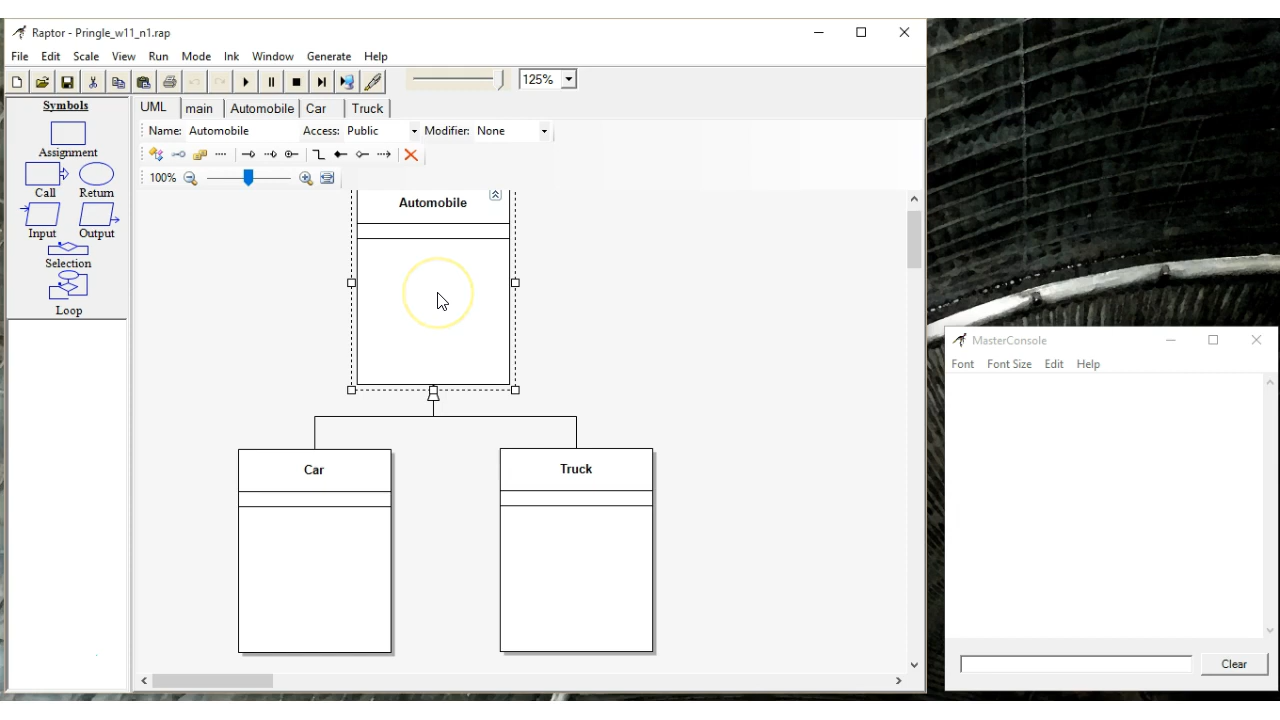 Raptor - Pringle_w11_n1.rap
File Edit Scale View Run Mode Ink Window Generate Help
125%
Symbols
Assignment
Call Return
Input Output
Selection
Loop
UML main Automobile Car Truck
Name: Automobile Access: Public Modifier: None
100%
Automobile
Car
Truck
MasterConsole
Font Font Size Edit Help
Clear